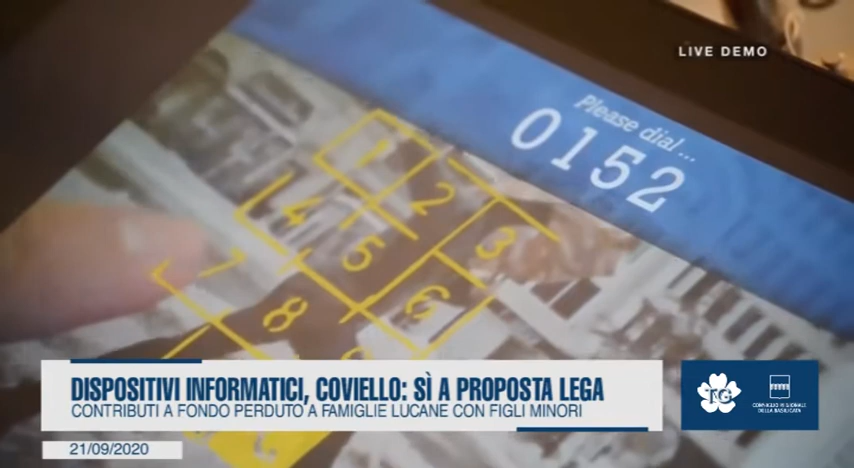 LIVE DEMO
Please dial...
0152
1
2
3
4
5
6
7
8
DISPOSITIVI INFORMATICI, COVIELLO: SÌ A PROPOSTA LEGA
CONTRIBUTI A FONDO PERDUTO A FAMIGLIE LUCANE CON FIGLI MINORI
TG
CONSIGLIO REGIONALE
DELLA BASILICATA
21/09/2020